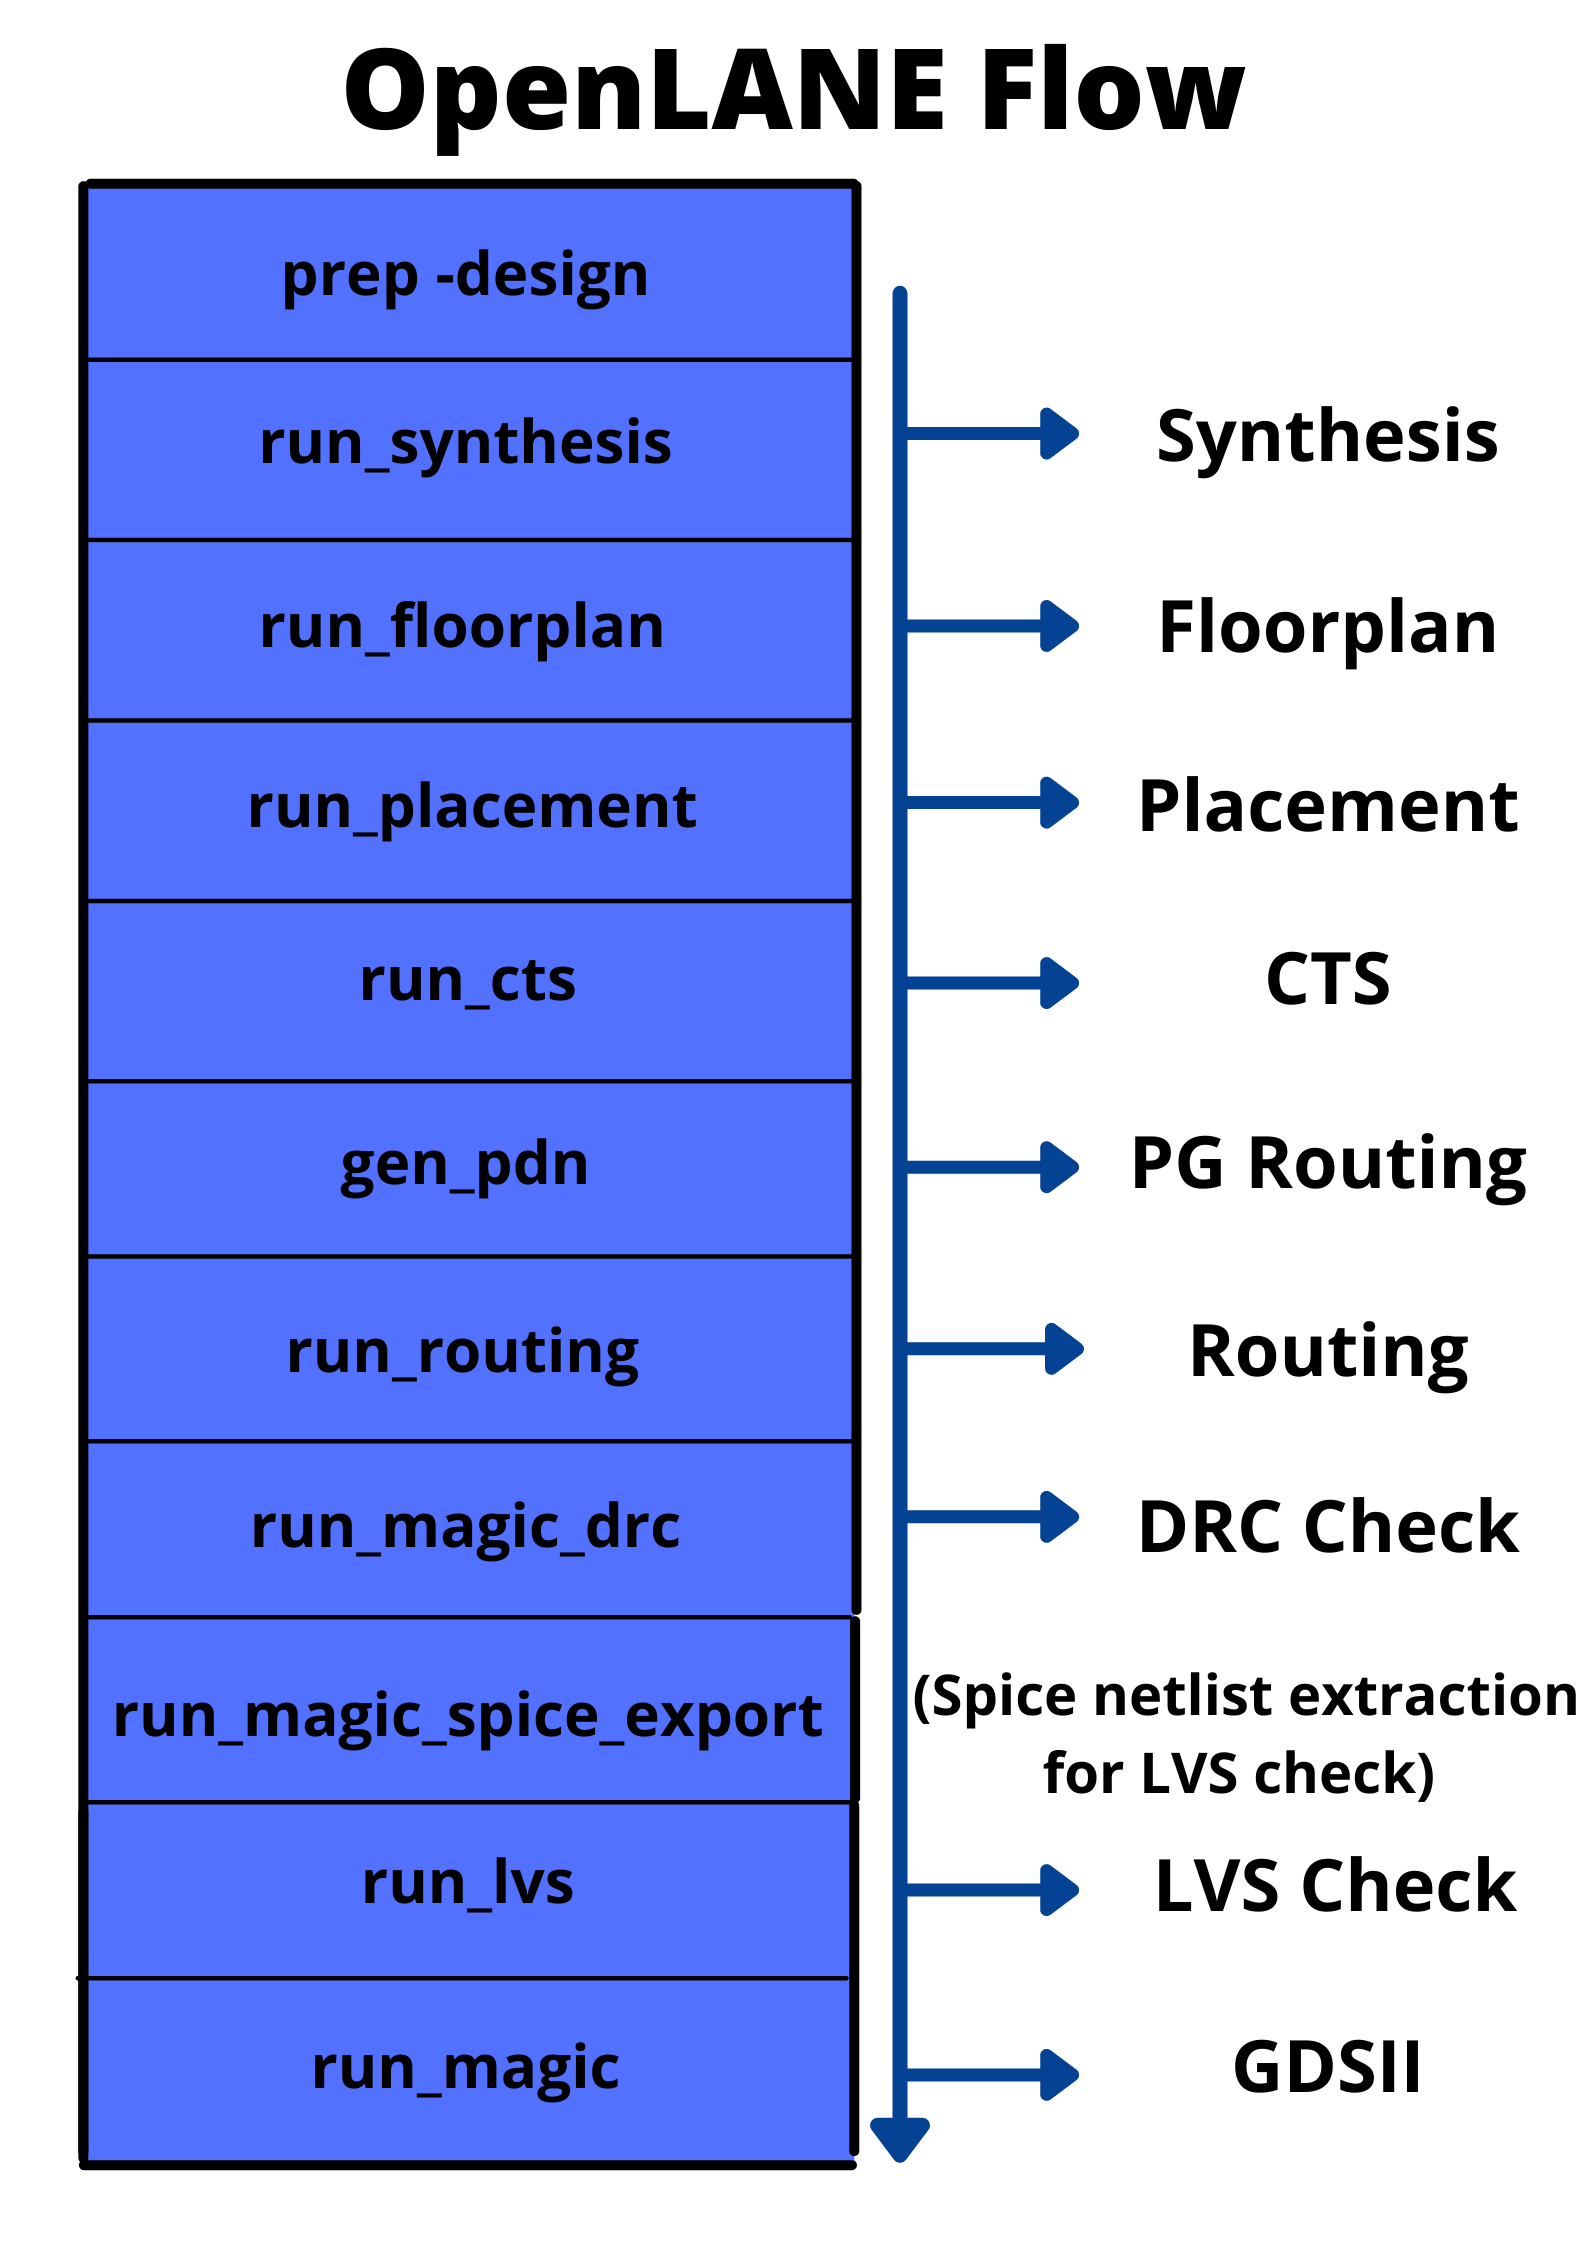 OpenLANE Flow
prep -design
run_synthesis
Synthesis
run_floorplan
Floorplan
run_placement
Placement
run_cts
CTS
gen_pdn
PG Routing
run_routing
Routing
run_magic_drc
DRC Check
run_magic_spice_export
(Spice netlist extraction
for LVS check)
run_lvs
LVS Check
run_magic
GDSII